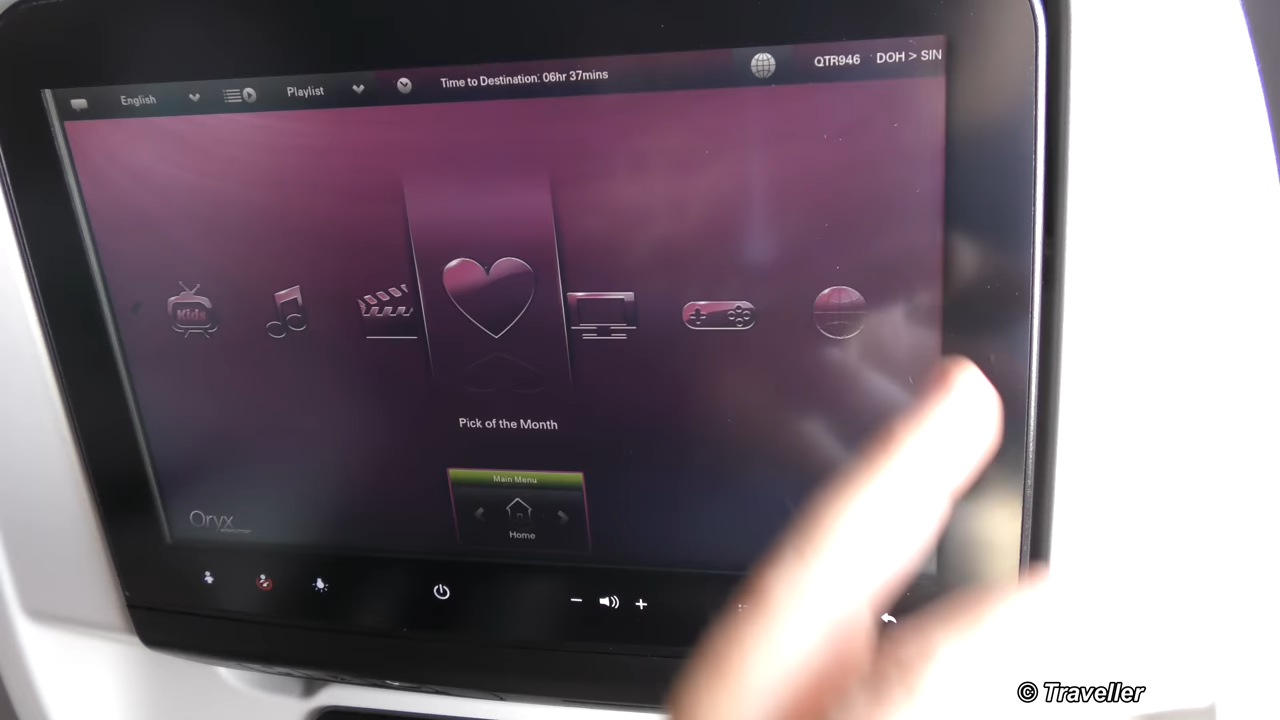 English Playlist Time to Destination: 06hr 37mins QTR946 DOH > SIN
Kids
Pick of the Month
Main Menu
Home
Oryx
© Traveller